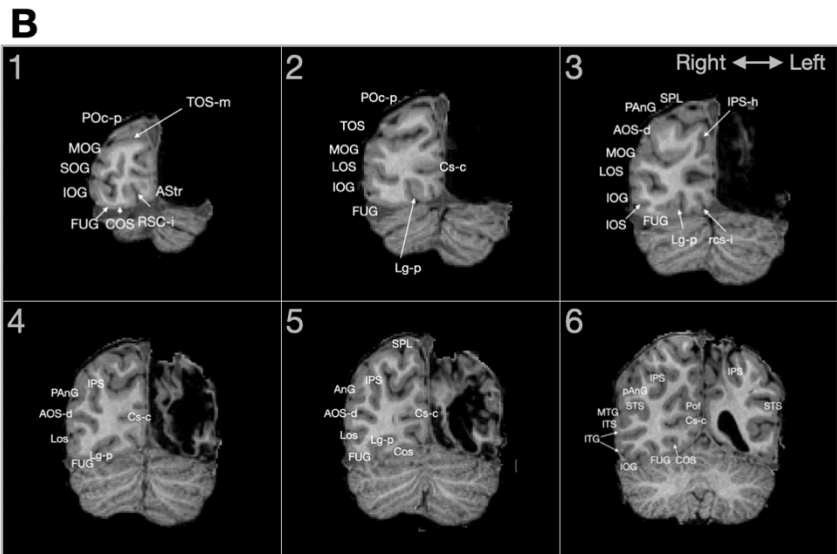 B
1
POc-p
TOS-m
MOG
SOG
IOG
AStr
FUG COS RSC-i
2
POc-p
TOS
MOG
LOS
IOG
Cs-c
FUG
Lg-p
3
Right Left
SPL
PAnG
IPS-h
AOS-d
MOG
LOS
IOG
IOS
FUG
Lg-p
rcs-i
4
IPS
PAnG
AOS-d
Cs-c
Los
Lg-p
FUG
5
SPL
IPS
AnG
AOS-d
Cs-c
Los
Lg-p
Cos
FUG
6
IPS
IPS
pAnG
STS
Pof
STS
MTG
ITS
Cs-c
ITG
IOG
FUG
COS